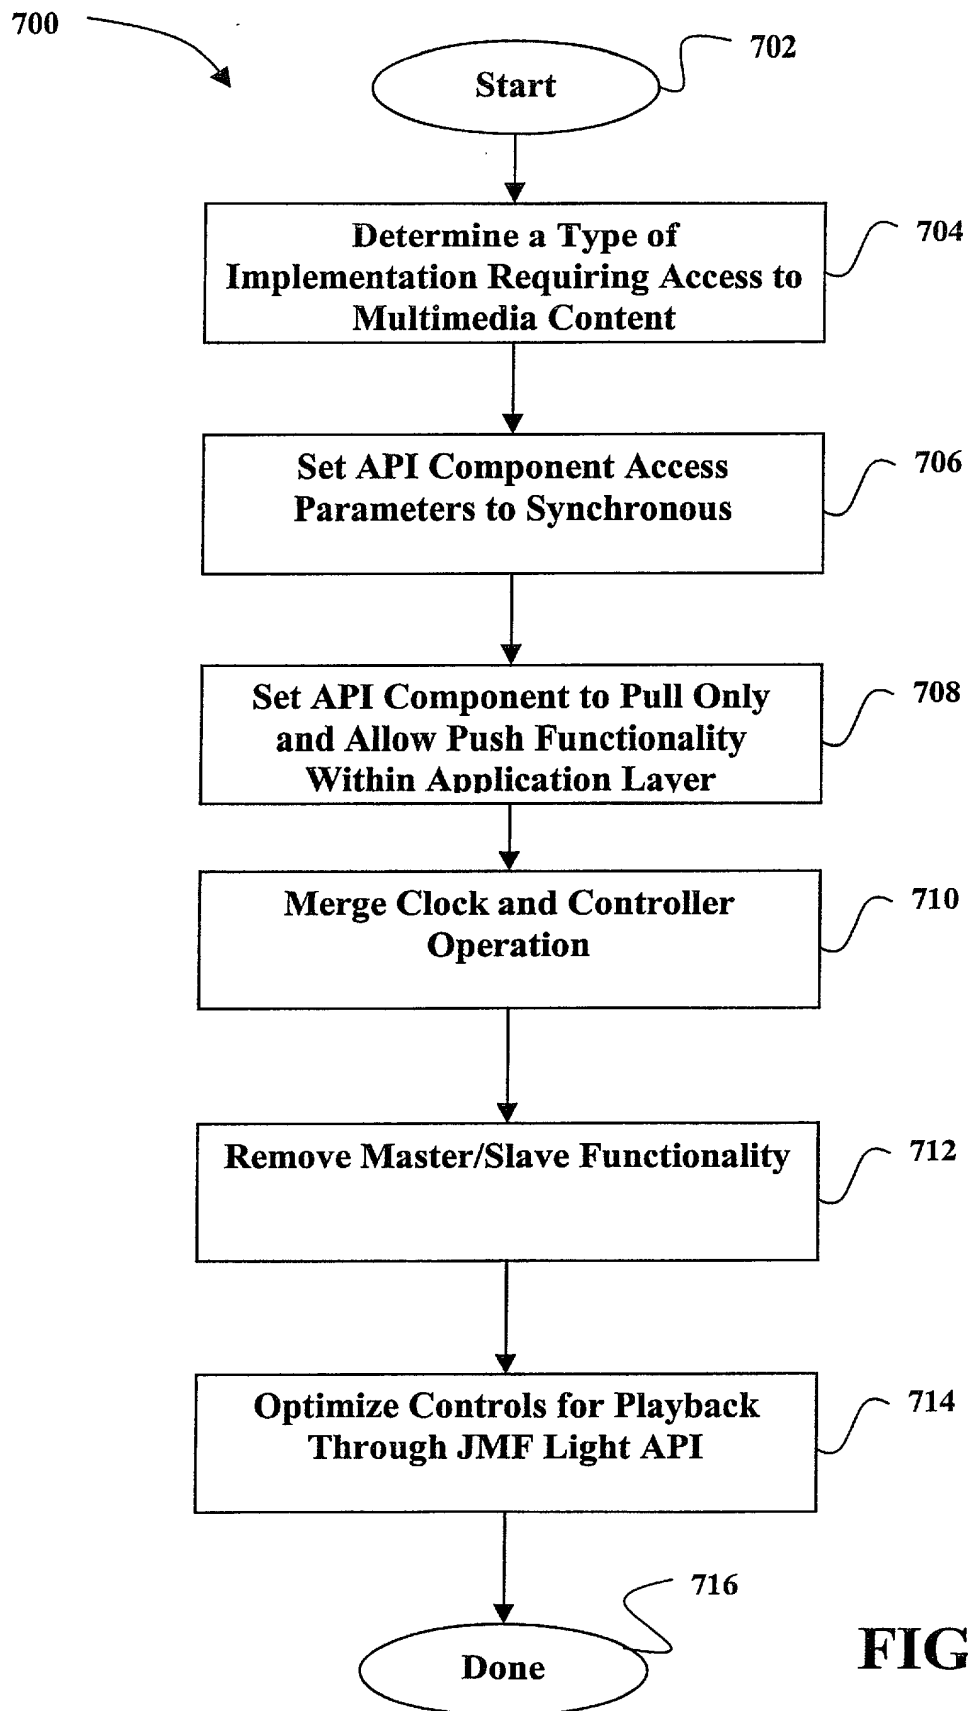 700
702
Start
704
Determine a Type of
Implementation Requiring Access to
Multimedia Content
706
Set API Component Access
Parameters to Synchronous
708
Set API Component to Pull Only
and Allow Push Functionality
Within Application Layer
710
Merge Clock and Controller
Operation
712
Remove Master/Slave Functionality
714
Optimize Controls for Playback
Through JMF Light API
716
Done
FIG